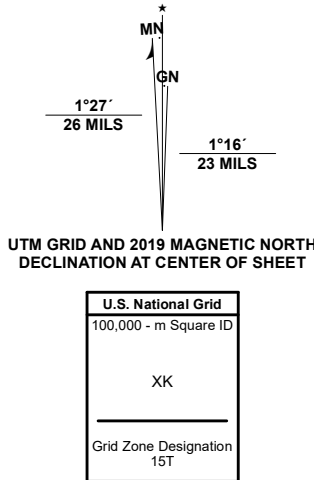 MN
GN
1°27´
26 MILS
1°16´
23 MILS
UTM GRID AND 2019 MAGNETIC NORTH
DECLINATION AT CENTER OF SHEET
U.S. National Grid
100,000 - m Square ID
XK
Grid Zone Designation
15T